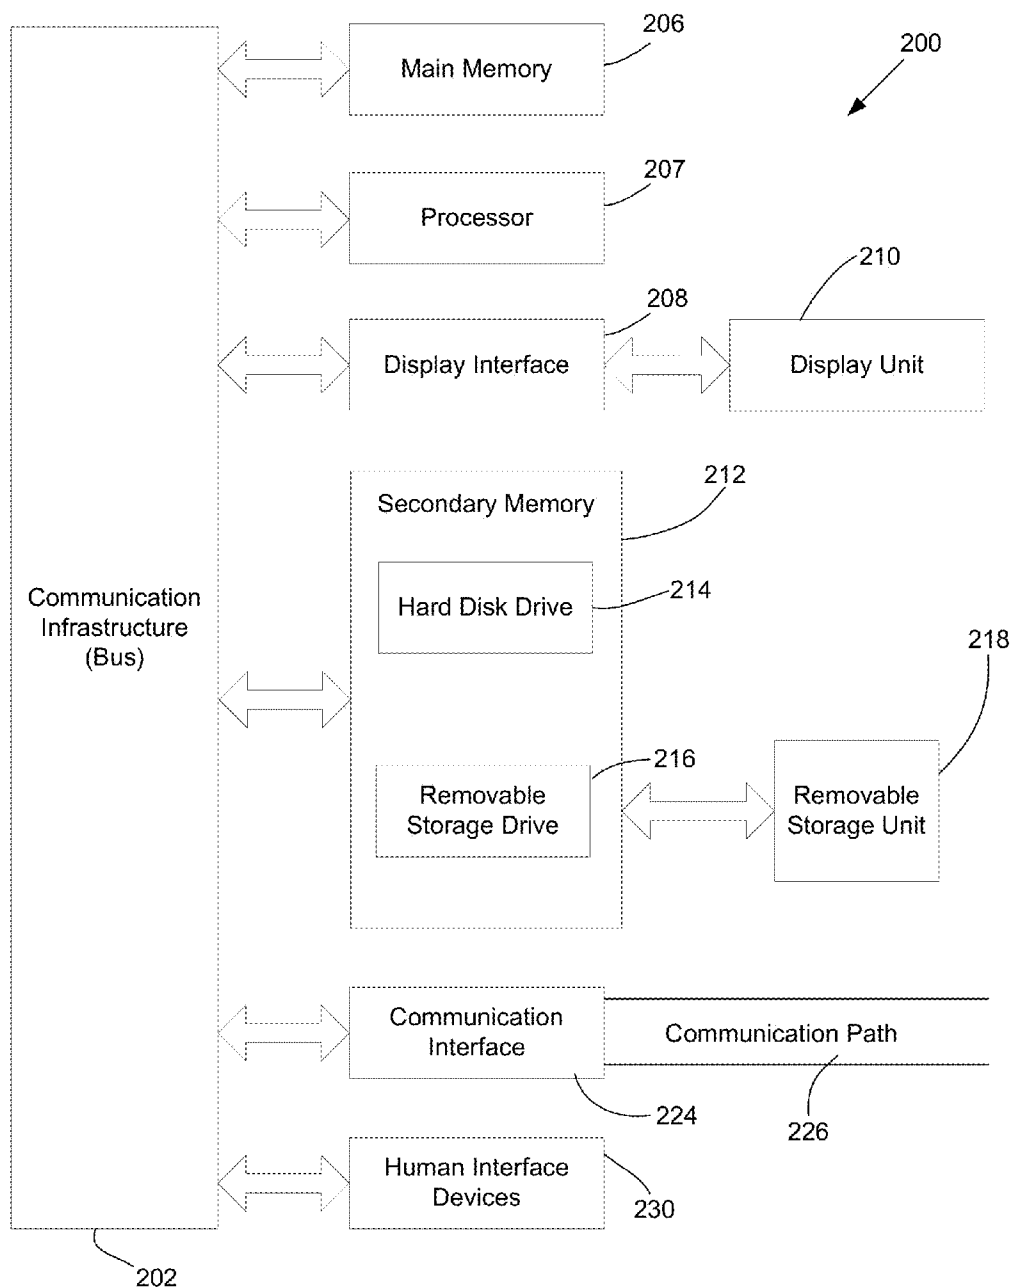 206
200
Main Memory
207
Processor
210
208
Display Interface
Display Unit
212
Secondary Memory
214
Hard Disk Drive
Communication
Infrastructure
(Bus)
218
216
Removable
Storage Drive
Removable
Storage Unit
Communication
Interface
Communication Path
224
226
Human Interface
Devices
230
202